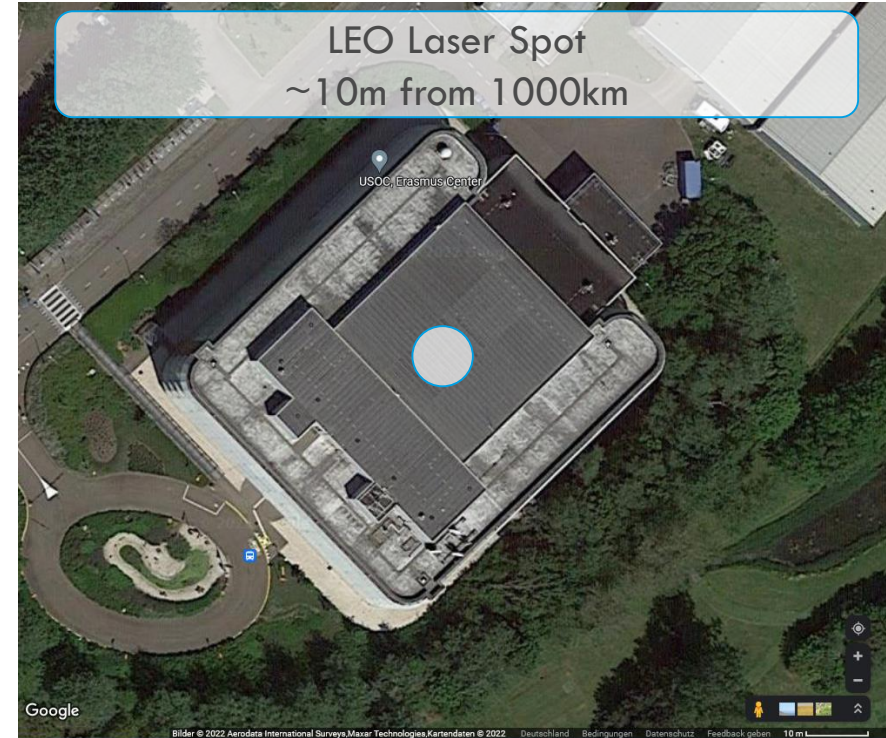 LEO Laser Spot
~10m from 1000km
USOC, Erasmus Center
Google
Bilder © 2022 Aerodata International Surveys,Maxar Technologies,Kartendaten © 2022 Deutschland Bedingungen Datenschutz Feedback geben 10 m